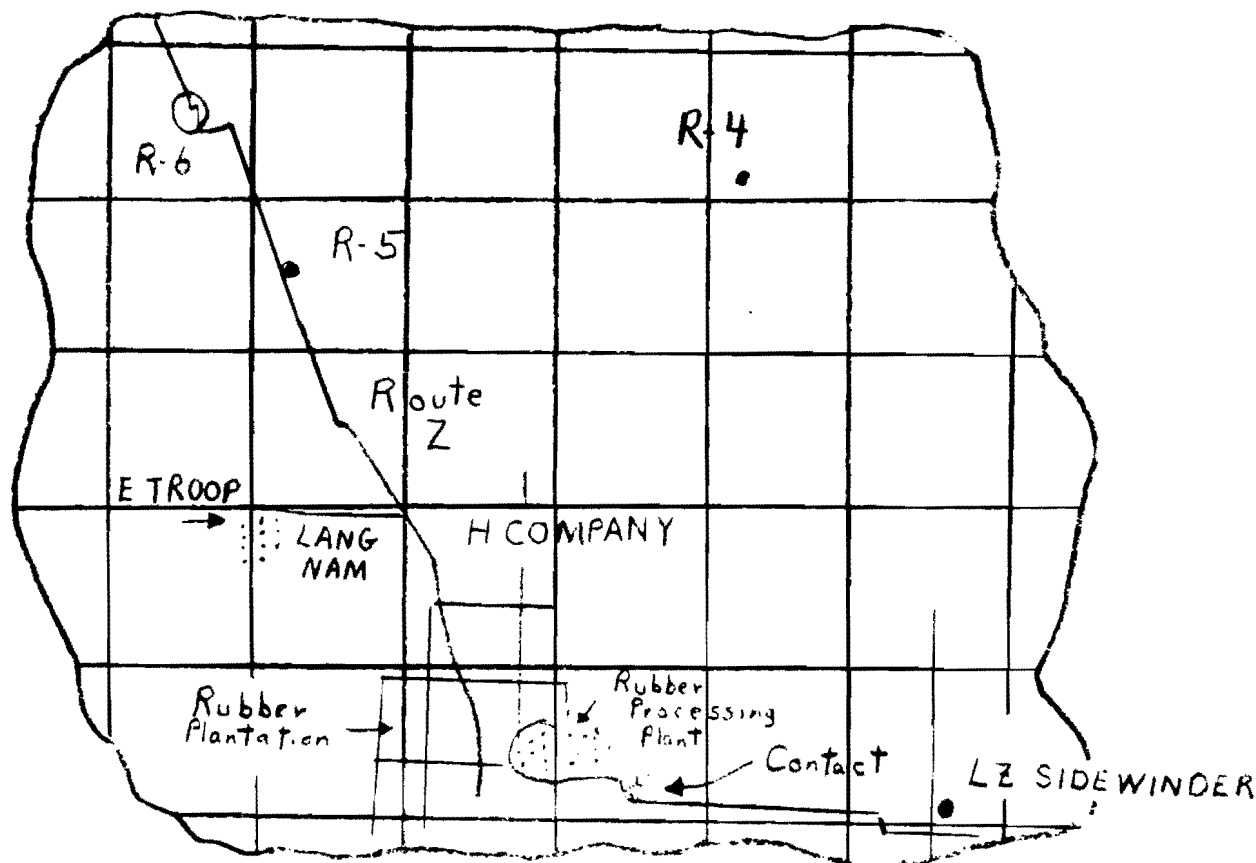 R-4
R-6
R-5
Route
Z
E TROOP
LANG
NAM
H COMPANY
Rubber
Plantation
Rubber
Processing
Plant
Contact
LZ SIDEWINDER